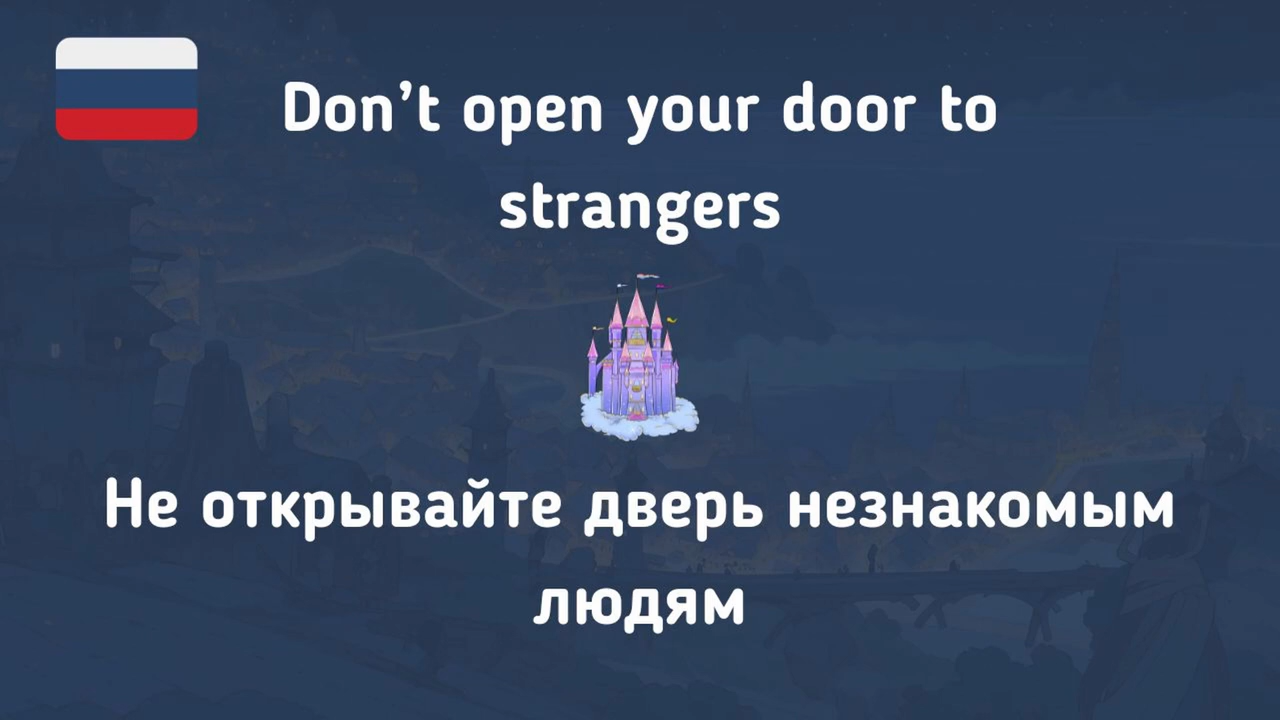 Don’t open your door to
strangers
Не открывайте дверь незнакомым
людям